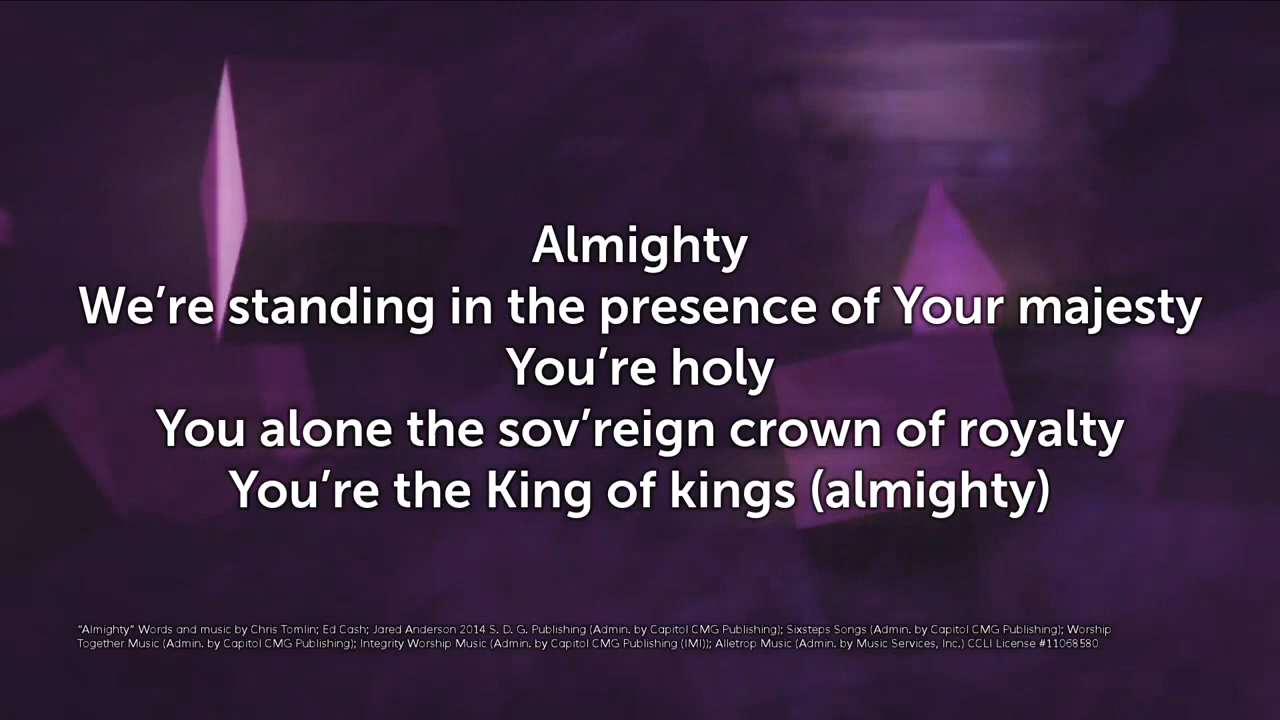 Almighty
We’re standing in the presence of Your majesty
You’re holy
You alone the sov’reign crown of royalty
You’re the King of kings (almighty)
“Almighty” Words and music by Chris Tomlin; Ed Cash; Jared Anderson 2014 S. D. G. Publishing (Admin. by Capitol CMG Publishing); Sixsteps Songs (Admin. by Capitol CMG Publishing); Worship
Together Music (Admin. by Capitol CMG Publishing); Integrity Worship Music (Admin. by Capitol CMG Publishing (IMI)); Alletrop Music (Admin. by Music Services, Inc.) CCLI License #11068580